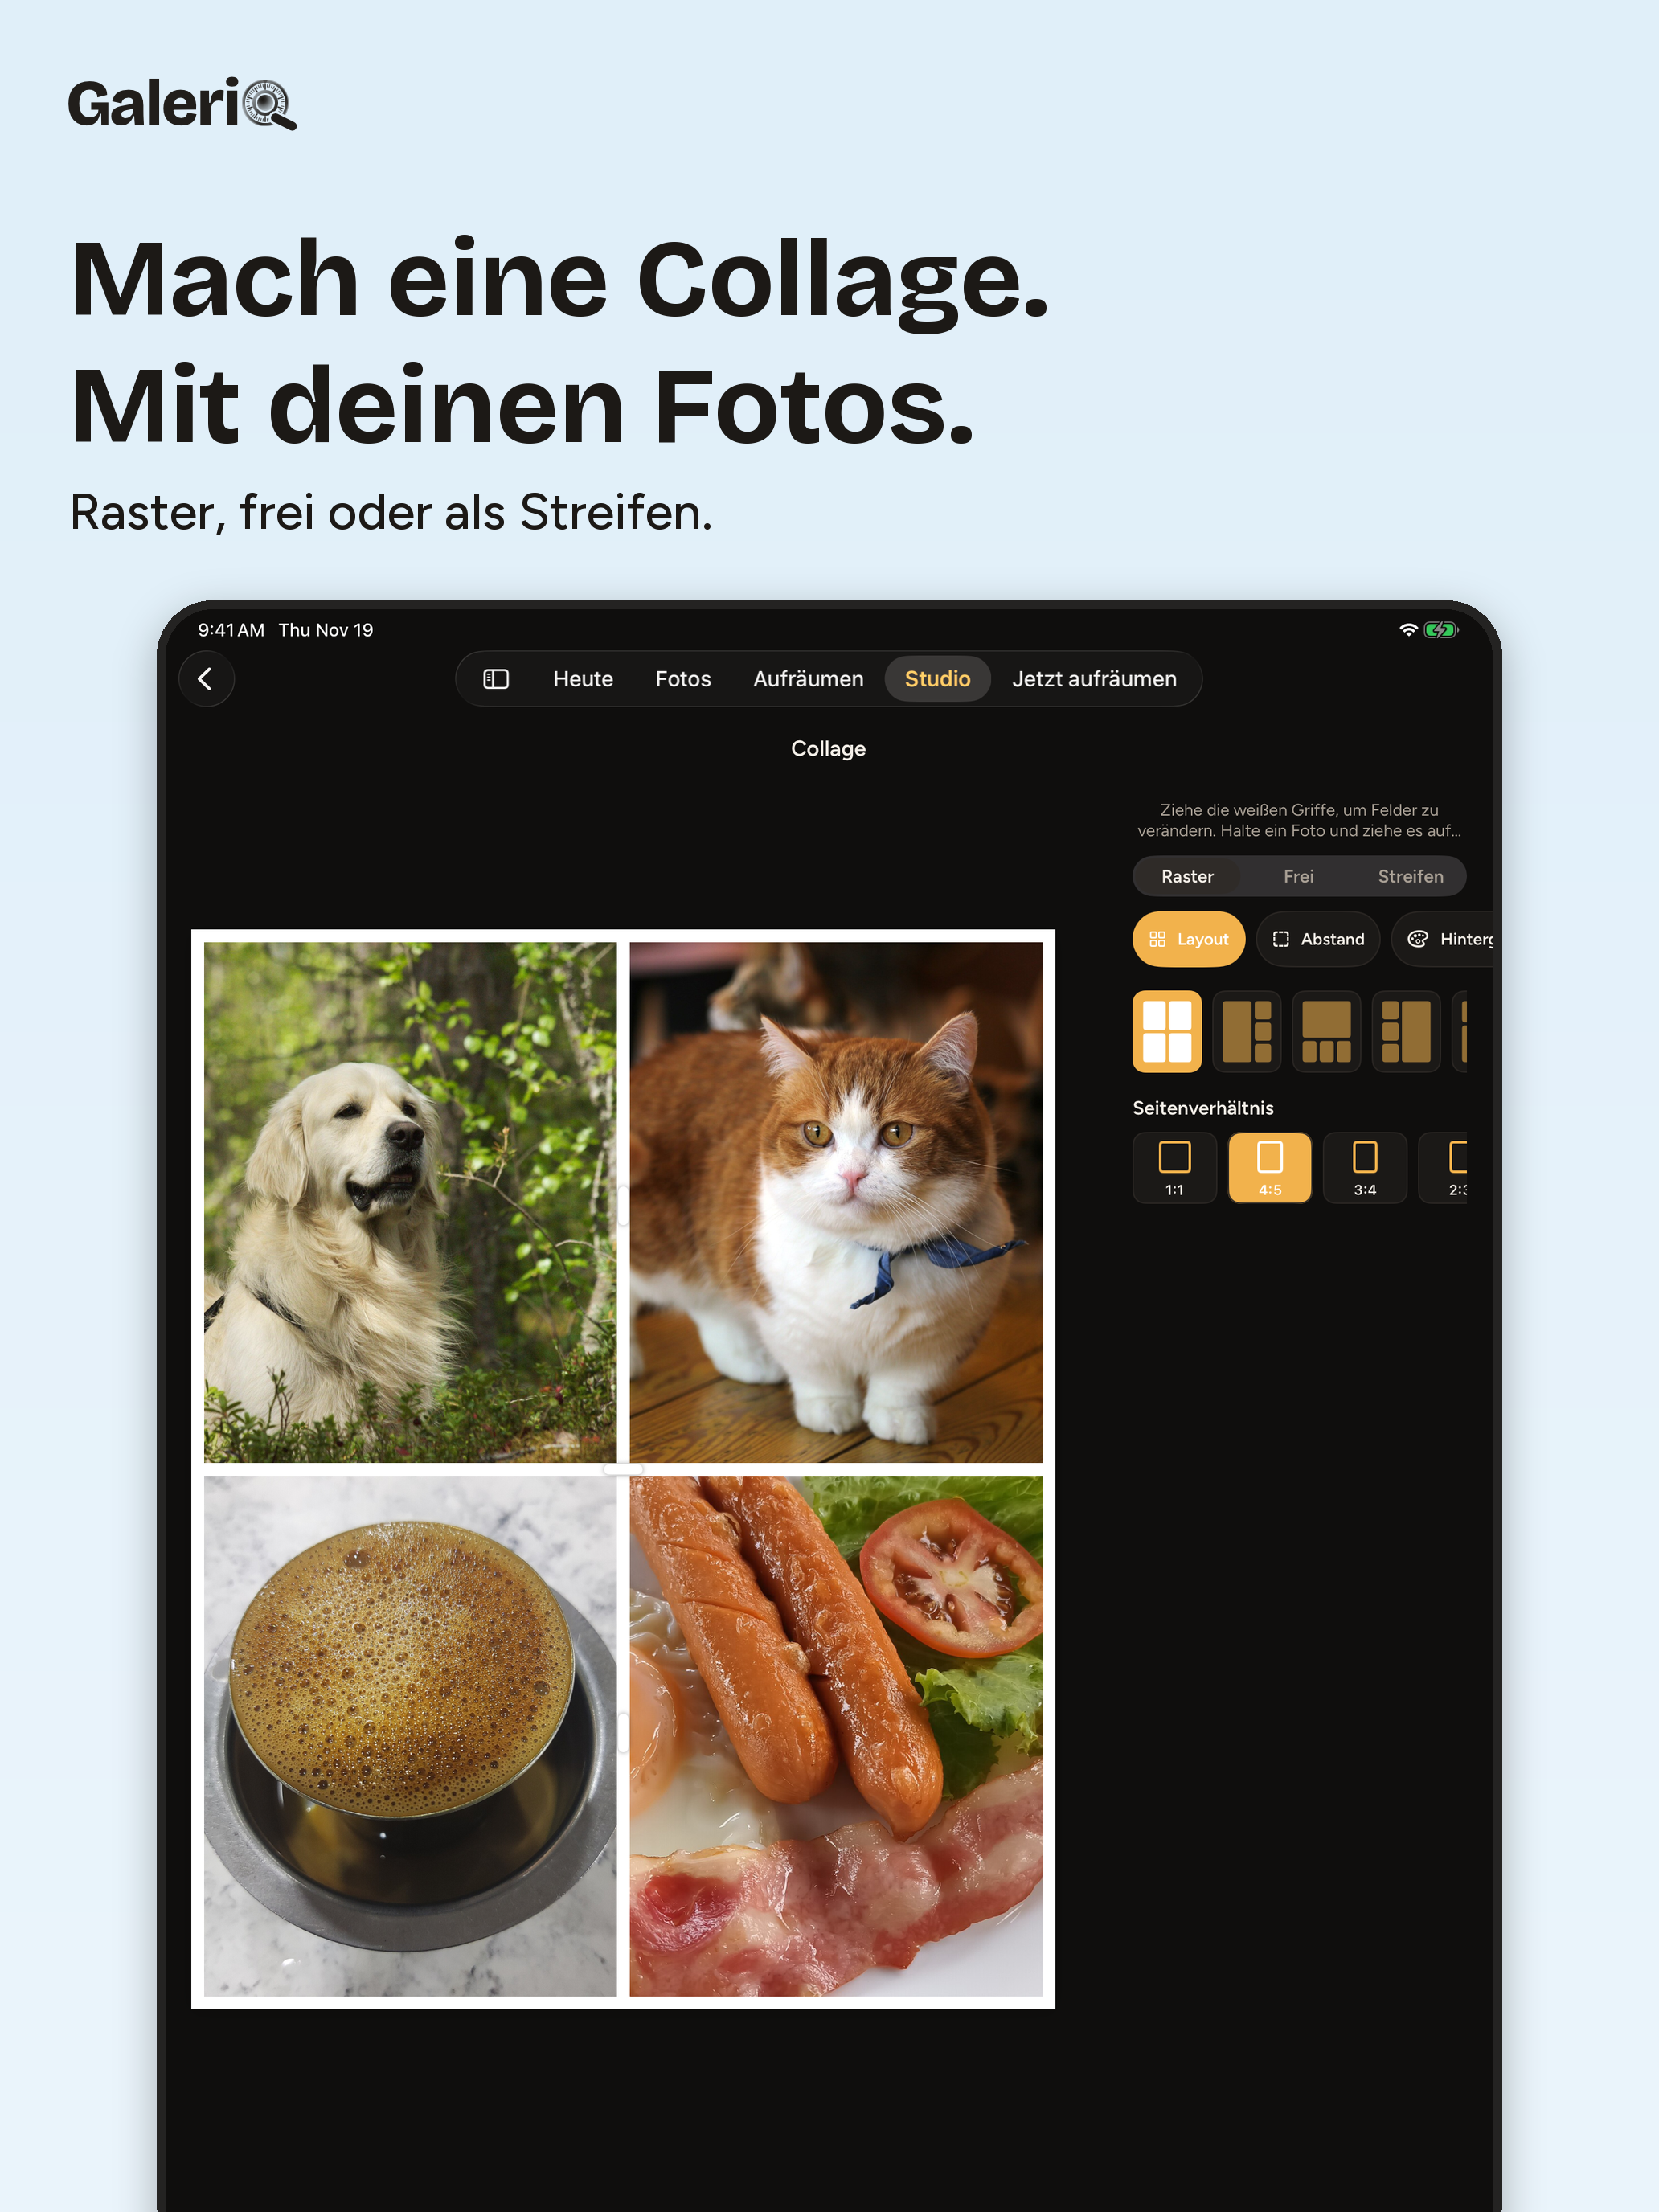 GaleriQ
Mach eine Collage.
Mit deinen Fotos.
Raster, frei oder als Streifen.
9:41 AM Thu Nov 19
Heute Fotos Aufräumen Studio Jetzt aufräumen
Collage
Ziehe die weißen Griffe, um Felder zu
verändern. Halte ein Foto und ziehe es auf…
Raster Frei Streifen
Layout Abstand
Seitenverhältnis
1:1 4:5 3:4